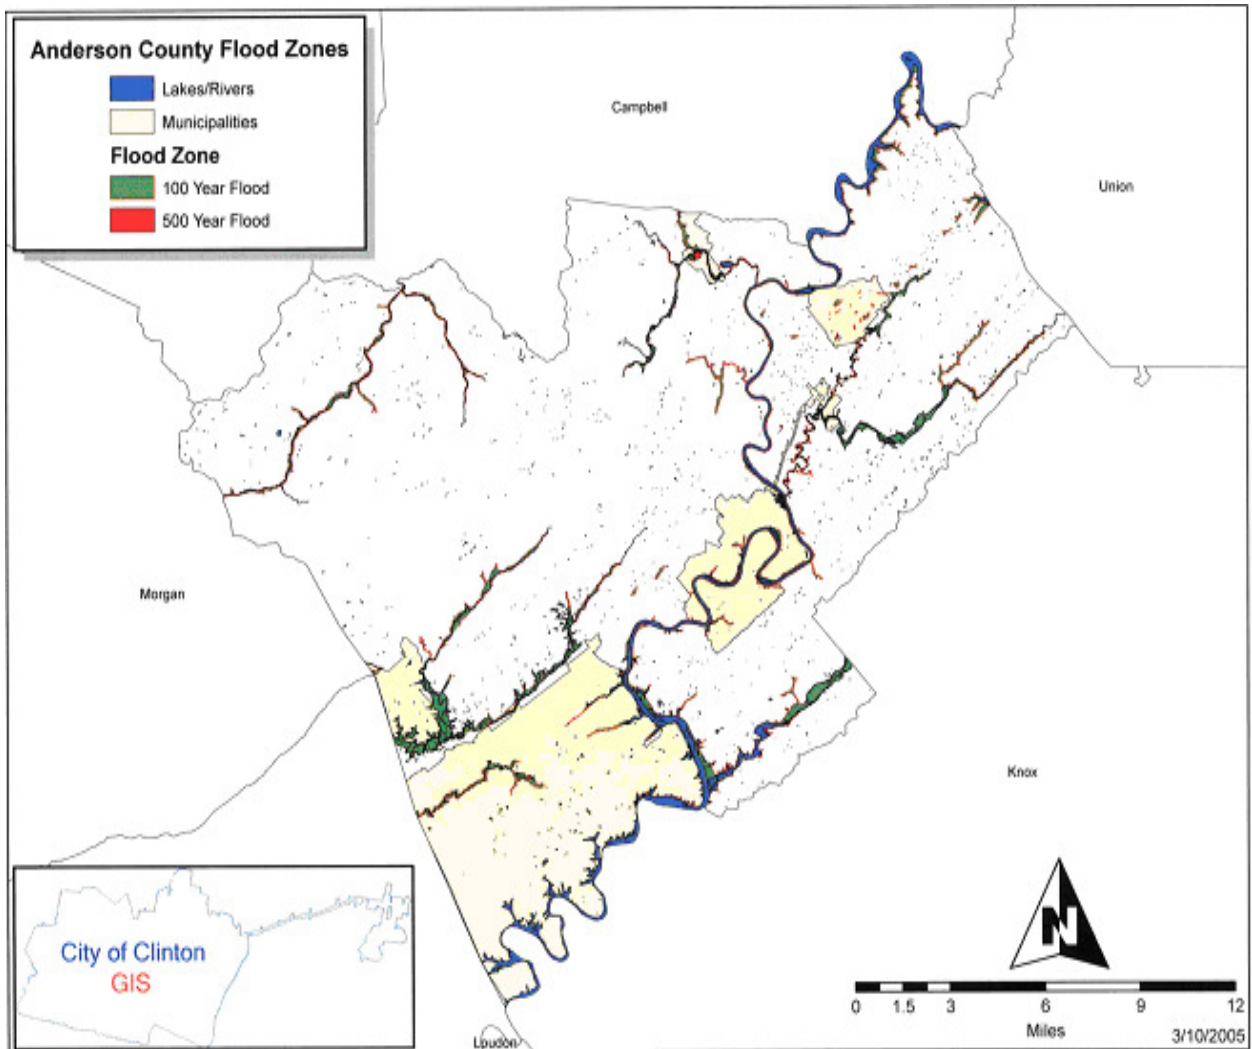 Anderson County Flood Zones
Lakes/Rivers
Municipalities
Flood Zone
100 Year Flood
500 Year Flood
Campbell
Union
Morgan
Knox
City of Clinton
GIS
N
0 1.5 3 6 9 12
Miles
3/10/2005
Loudon